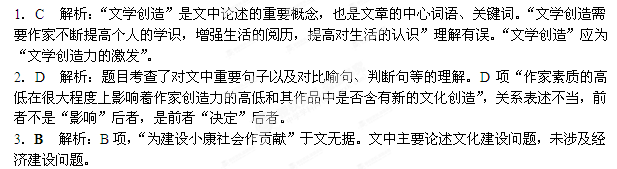 1．C　解析：“文学创造”是文中论述的重要概念，也是文章的中心词语、关键词。“文学创造需
要作家不断提高个人的学识，增强生活的阅历，提高对生活的认识”理解有误。“文学创造”应为
“文学创造力的激发”。
2．D　解析：题目考查了对文中重要句子以及对比喻句、判断句等的理解。D 项“作家素质的高
低在很大程度上影响着作家创造力的高低和其作品中是否含有新的文化创造”，关系表述不当，前
者不是“影响”后者，是前者“决定”后者。
3．B　解析：B 项，“为建设小康社会作贡献”于文无据。文中主要论述文化建设问题，未涉及经
济建设问题。